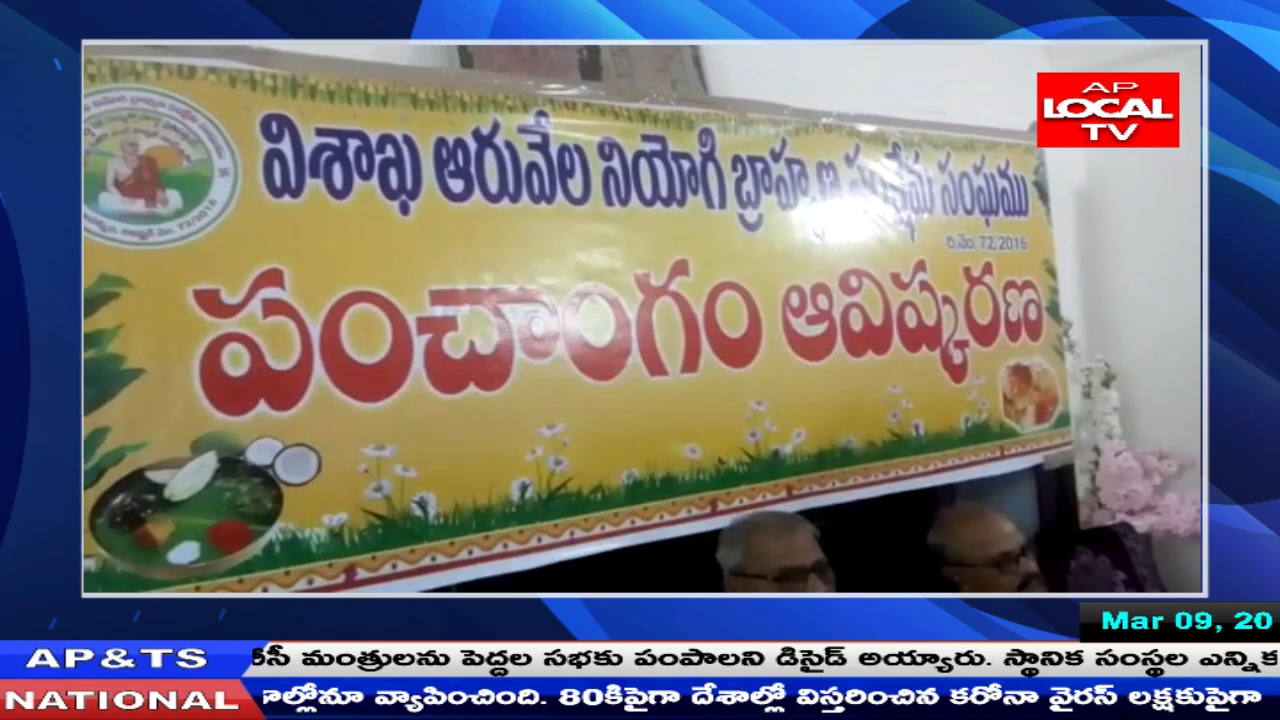 AP
LOCAL
TV
విశాఖ ఆరువేల నియోగి బ్రాహ్మణ సంక్షేమ సంఘము
రి.నెం. 72/2016
పంచాంగం ఆవిష్కరణ
Mar 09, 20
AP&TS
మంత్రులను పెద్దల సభకు పంపాలని డిసైడ్ అయ్యారు. స్థానిక సంస్థల ఎన్నిక
NATIONAL
వ్యాపించింది. 80కిపైగా దేశాల్లో విస్తరించిన కరోనా వైరస్ లక్షకుపైగా